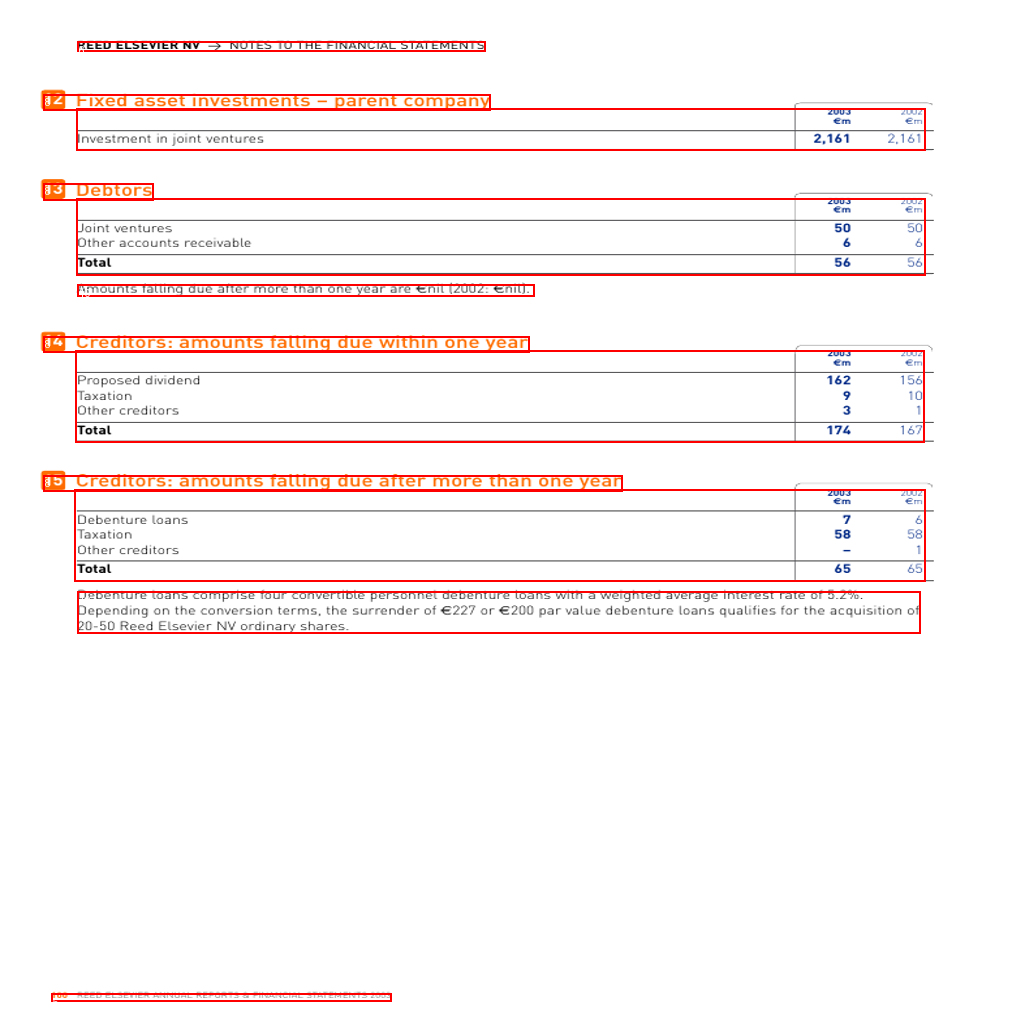 REED ELSEVIER NV → NOTES TO THE FINANCIAL STATEMENTS
12 Fixed asset investments – parent company
2003 2002
€m €m
Investment in joint ventures 2,161 2,161
13 Debtors
2003 2002
€m €m
Joint ventures 50 50
Other accounts receivable 6 6
Total 56 56
Amounts falling due after more than one year are €nil (2002: €nil).
14 Creditors: amounts falling due within one year
2003 2002
€m €m
Proposed dividend 162 156
Taxation 9 10
Other creditors 3 1
Total 174 167
15 Creditors: amounts falling due after more than one year
2003 2002
€m €m
Debenture loans 7 6
Taxation 58 58
Other creditors – 1
Total 65 65
Debenture loans comprise four convertible personnel debenture loans with a weighted average interest rate of 5.2%.
Depending on the conversion terms, the surrender of €227 or €200 par value debenture loans qualifies for the acquisition of
20-50 Reed Elsevier NV ordinary shares.
REED ELSEVIER ANNUAL REPORTS & FINANCIAL STATEMENTS 2003